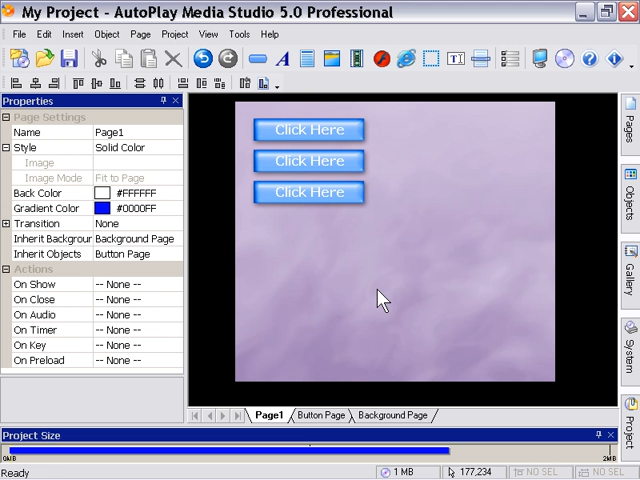 My Project - AutoPlay Media Studio 5.0 Professional
File Edit Insert Object Page Project View Tools Help
Properties
Page Settings
Name Page1
Style Solid Color
Image
Image Mode Fit to Page
Back Color #FFFFFF
Gradient Color #0000FF
Transition None
Inherit Backgrour Background Page
Inherit Objects Button Page
Actions
On Show -- None --
On Close -- None --
On Audio -- None --
On Timer -- None --
On Key -- None --
On Preload -- None --
Click Here
Click Here
Click Here
Pages
Objects
Gallery
System
Project
Page1 Button Page Background Page
Project Size
0MB 2MB
Ready 1 MB 177,234 NO SEL NO SEL